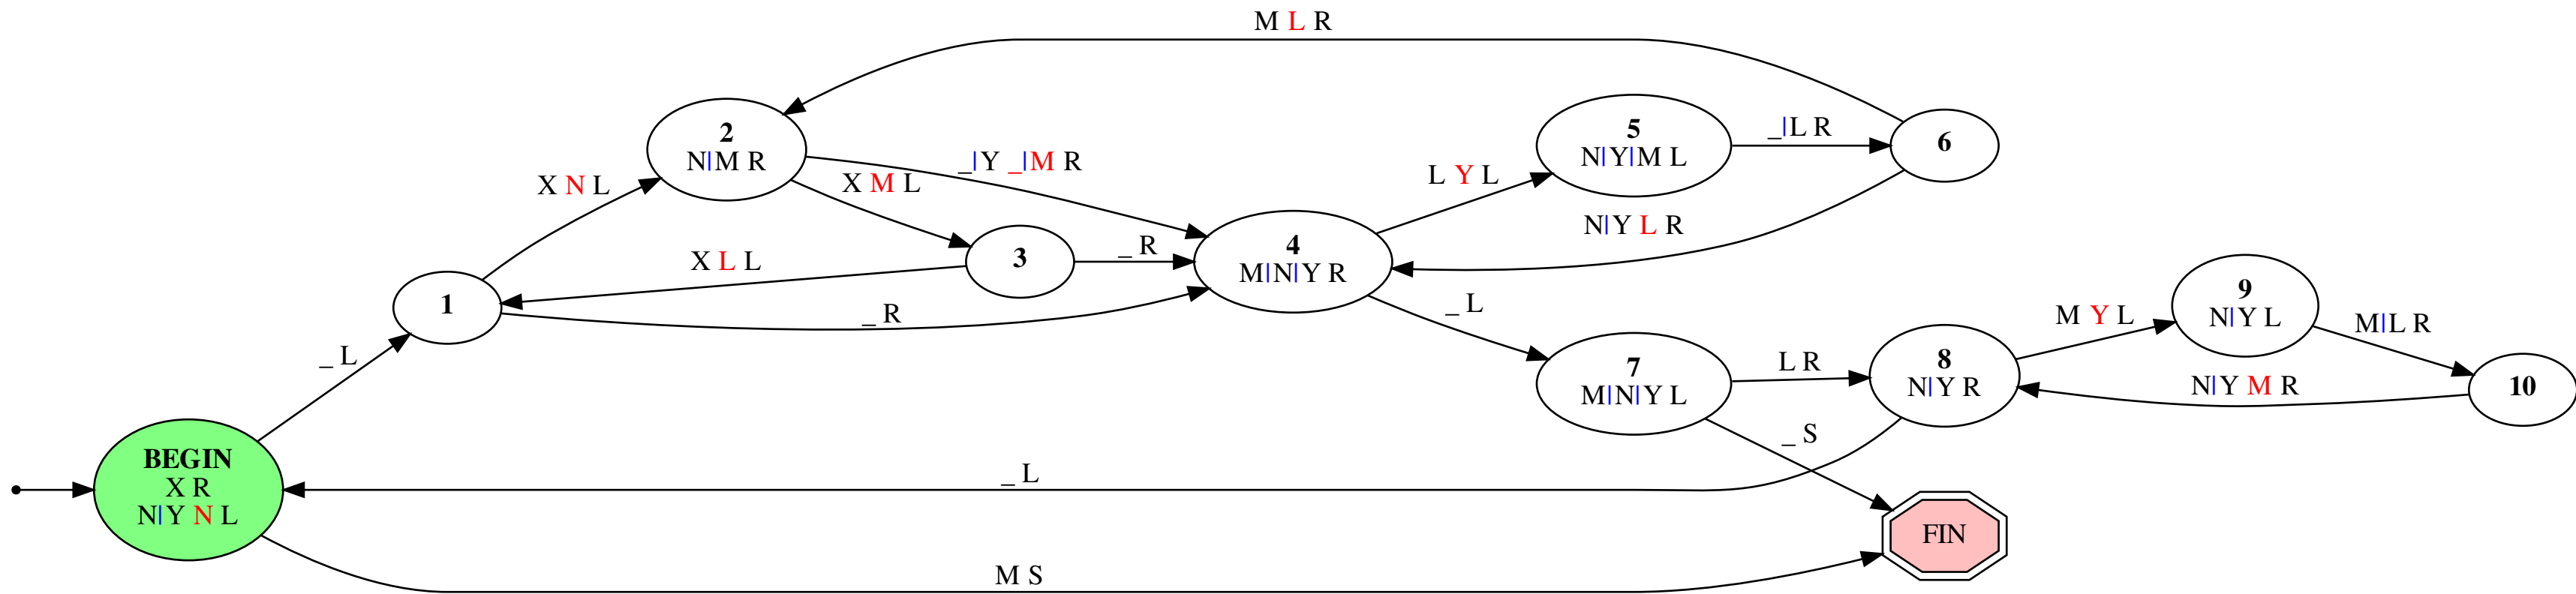 M L R
2
N|M R
5
N|Y|M L
_|L R
6
_|Y _|M R
X N L
X M L
L Y L
N|Y L R
4
M|N|Y R
_ R
3
X L L
1
_ R
_ L
9
N|Y L
M Y L
M|L R
_ L
7
M|N|Y L
L R
8
N|Y R
N|Y M R
10
_ S
BEGIN
X R
N|Y N L
_ L
FIN
M S